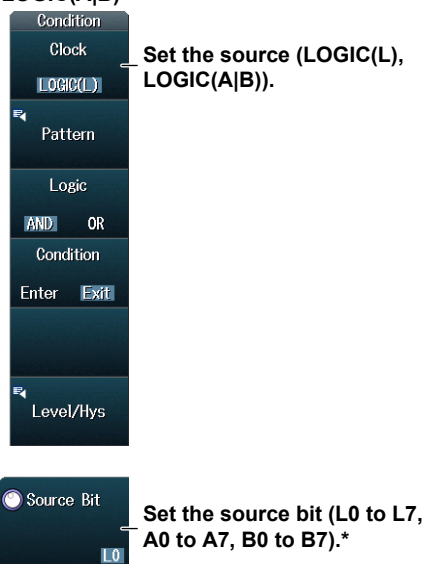 LOGIC(A|B)
Condition
Clock
LOGIC(L)
Set the source (LOGIC(L),
LOGIC(A|B)).
Pattern
Logic
AND OR
Condition
Enter Exit
Level/Hys
Source Bit
L0
Set the source bit (L0 to L7,
A0 to A7, B0 to B7).*